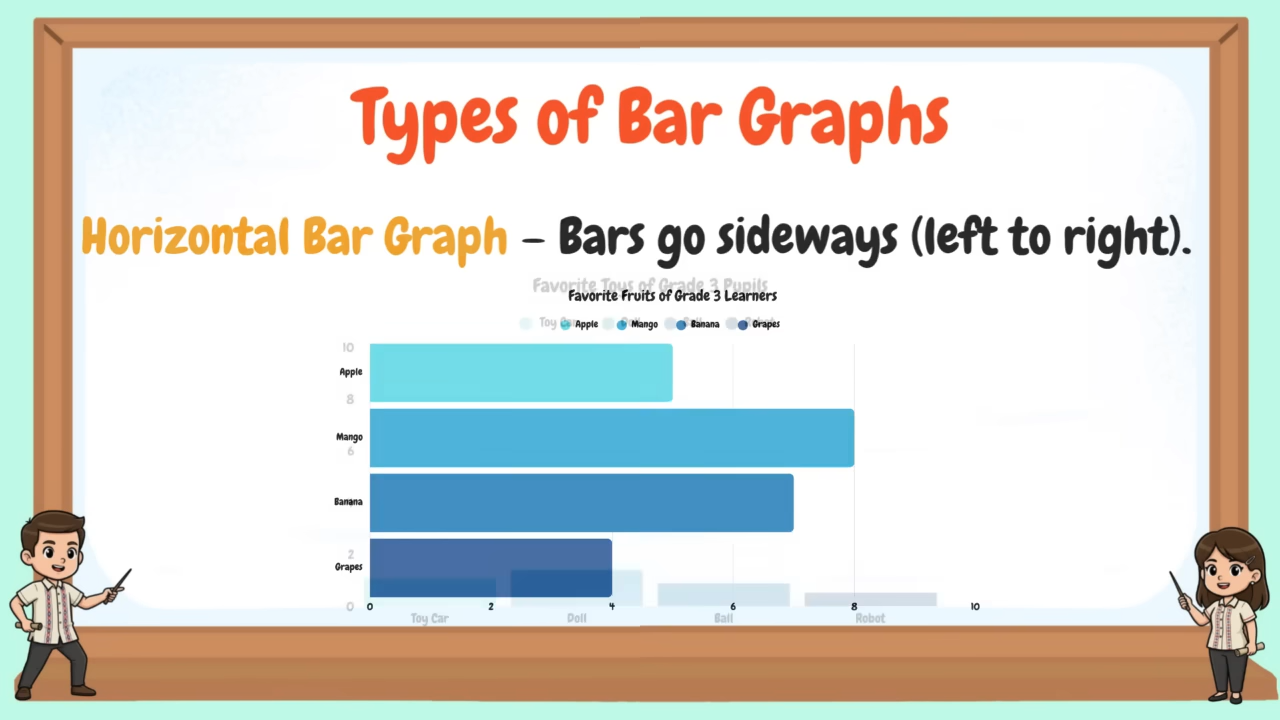 Types of Bar Graphs
Horizontal Bar Graph – Bars go sideways (left to right).
Favorite Toys of Grade 3 Pupils
Favorite Fruits of Grade 3 Learners
Toy Apple Mango Banana Grapes
10
Apple
8
Mango
6
Banana
2
Grapes
0 0 2 4 6 8 10
Toy Car Doll Ball Robot